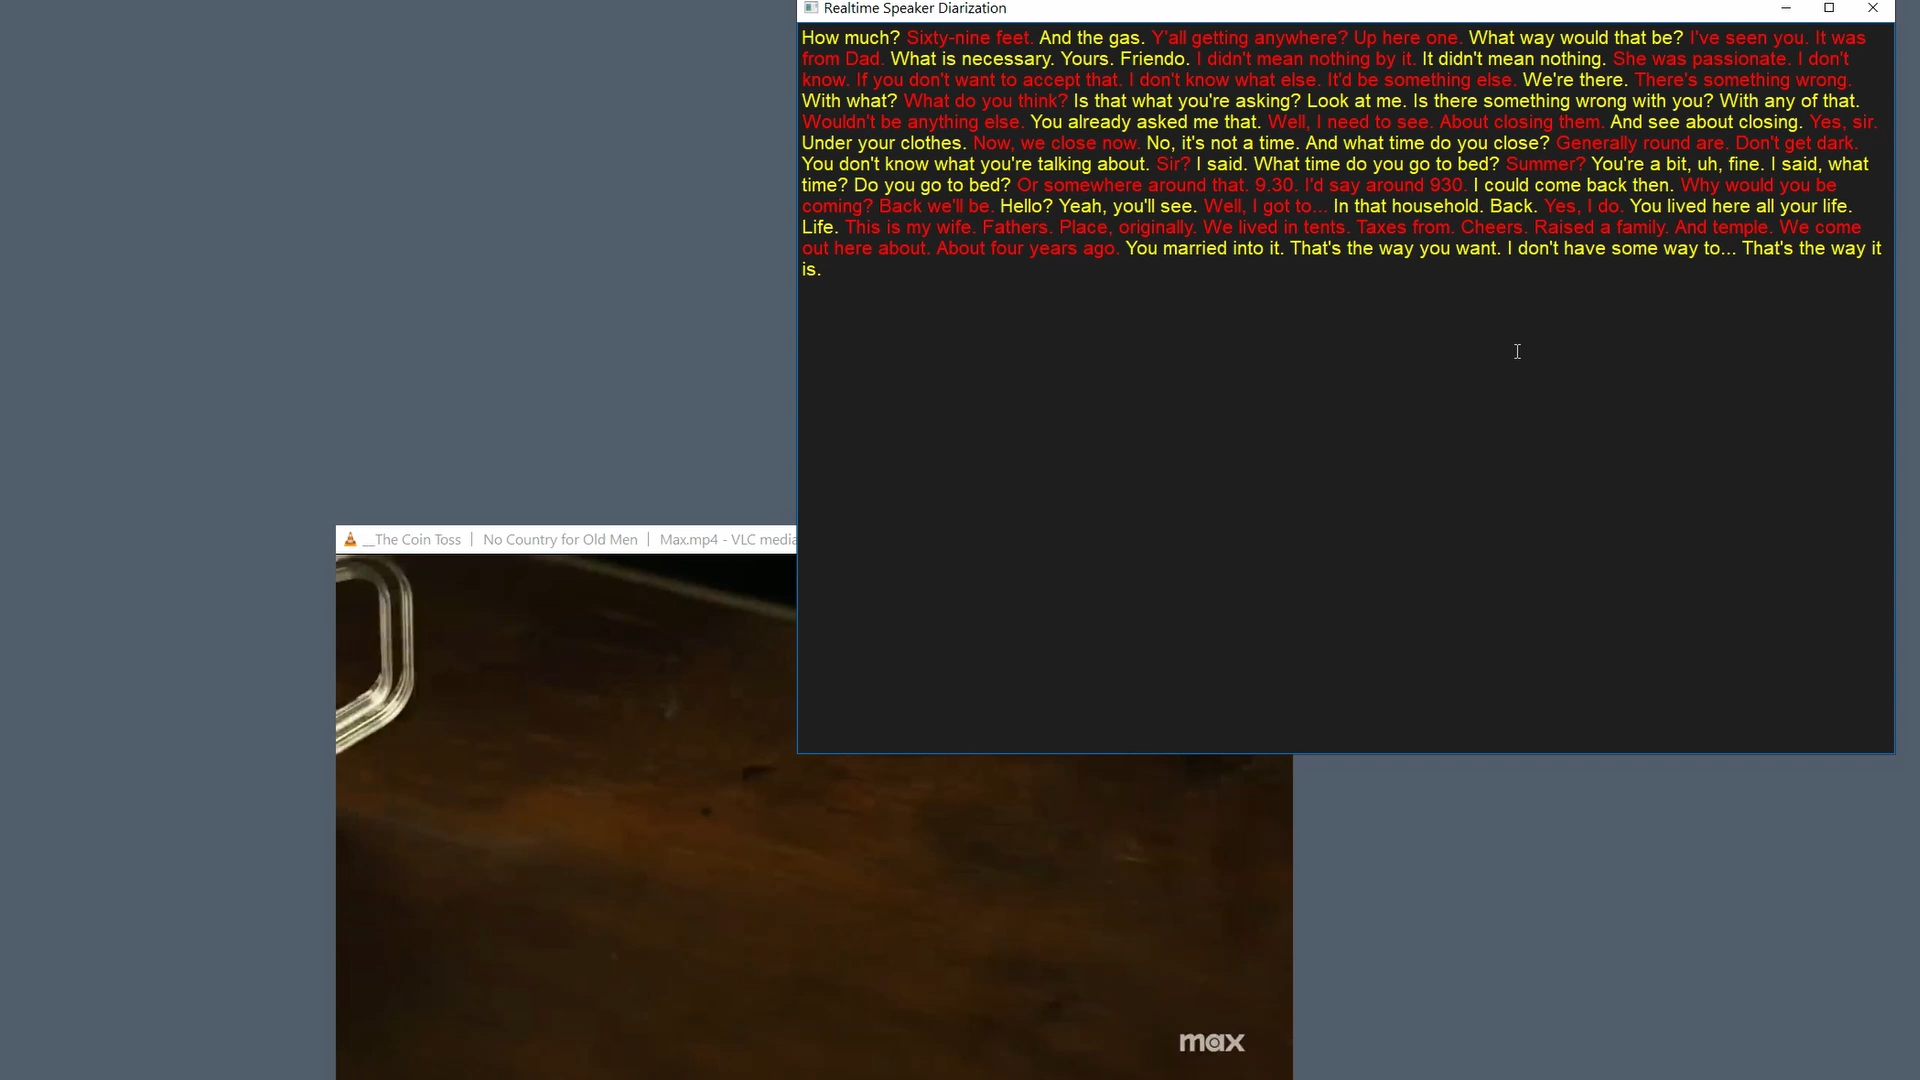 Realtime Speaker Diarization
How much? Sixty-nine feet. And the gas. Y'all getting anywhere? Up here one. What way would that be? I've seen you. It was
from Dad. What is necessary. Yours. Friendo. I didn't mean nothing by it. It didn't mean nothing. She was passionate. I don't
know. If you don't want to accept that. I don't know what else. It'd be something else. We're there. There's something wrong.
With what? What do you think? Is that what you're asking? Look at me. Is there something wrong with you? With any of that.
Wouldn't be anything else. You already asked me that. Well, I need to see. About closing them. And see about closing. Yes, sir.
Under your clothes. Now, we close now. No, it's not a time. And what time do you close? Generally round are. Don't get dark.
You don't know what you're talking about. Sir? I said. What time do you go to bed? Summer? You're a bit, uh, fine. I said, what
time? Do you go to bed? Or somewhere around that. 9.30. I'd say around 930. I could come back then. Why would you be
coming? Back we'll be. Hello? Yeah, you'll see. Well, I got to... In that household. Back. Yes, I do. You lived here all your life.
Life. This is my wife. Fathers. Place, originally. We lived in tents. Taxes from. Cheers. Raised a family. And temple. We come
out here about. About four years ago. You married into it. That's the way you want. I don't have some way to... That's the way it
is.
__The Coin Toss | No Country for Old Men | Max.mp4 - VLC media
max